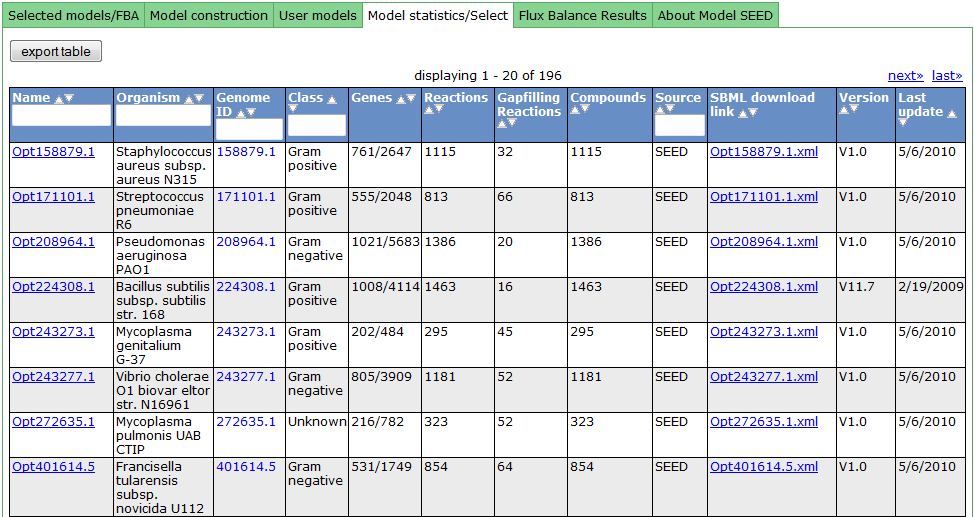 Selected models/FBA Model construction User models Model statistics/Select Flux Balance Results About Model SEED
export table
displaying 1 - 20 of 196 next» last»
Name Organism Genome ID Class Genes Reactions Gapfilling Reactions Compounds Source SBML download link Version Last update
Opt158879.1 Staphylococcus aureus subsp. aureus N315 158879.1 Gram positive 761/2647 1115 32 1115 SEED Opt158879.1.xml V1.0 5/6/2010
Opt171101.1 Streptococcus pneumoniae R6 171101.1 Gram positive 555/2048 813 66 813 SEED Opt171101.1.xml V1.0 5/6/2010
Opt208964.1 Pseudomonas aeruginosa PAO1 208964.1 Gram negative 1021/5683 1386 20 1386 SEED Opt208964.1.xml V1.0 5/6/2010
Opt224308.1 Bacillus subtilis subsp. subtilis str. 168 224308.1 Gram positive 1008/4114 1463 16 1463 SEED Opt224308.1.xml V11.7 2/19/2009
Opt243273.1 Mycoplasma genitalium G-37 243273.1 Gram positive 202/484 295 45 295 SEED Opt243273.1.xml V1.0 5/6/2010
Opt243277.1 Vibrio cholerae O1 biovar eltor str. N16961 243277.1 Gram negative 805/3909 1181 52 1181 SEED Opt243277.1.xml V1.0 5/6/2010
Opt272635.1 Mycoplasma pulmonis UAB CTIP 272635.1 Unknown 216/782 323 52 323 SEED Opt272635.1.xml V1.0 5/6/2010
Opt401614.5 Francisella tularensis subsp. novicida U112 401614.5 Gram negative 531/1749 854 64 854 SEED Opt401614.5.xml V1.0 5/6/2010